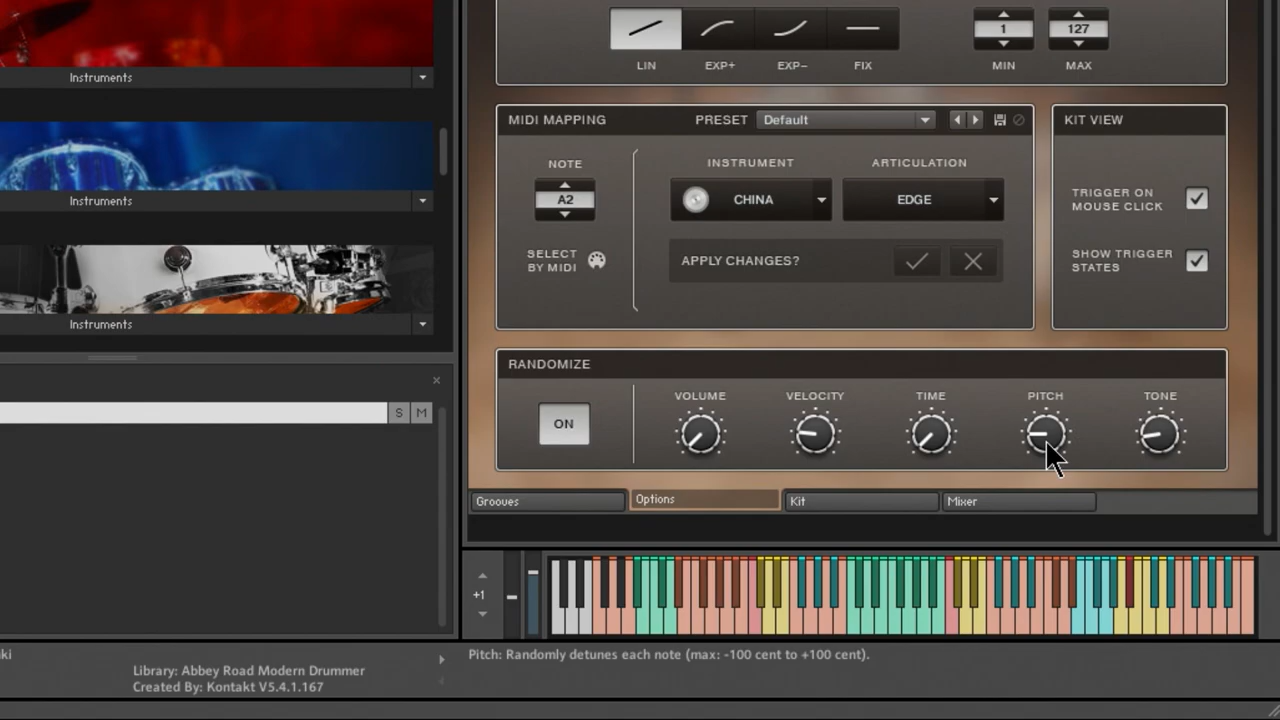 Instruments
Instruments
Instruments
S M
LIN EXP+ EXP– FIX
1 127
MIN MAX
MIDI MAPPING PRESET Default
NOTE
A2
SELECT
BY MIDI
INSTRUMENT ARTICULATION
CHINA EDGE
APPLY CHANGES?
KIT VIEW
TRIGGER ON
MOUSE CLICK
SHOW TRIGGER
STATES
RANDOMIZE
ON
VOLUME VELOCITY TIME PITCH TONE
Grooves Options Kit Mixer
+1
ki
Library: Abbey Road Modern Drummer
Created By: Kontakt V5.4.1.167
Pitch: Randomly detunes each note (max: -100 cent to +100 cent).